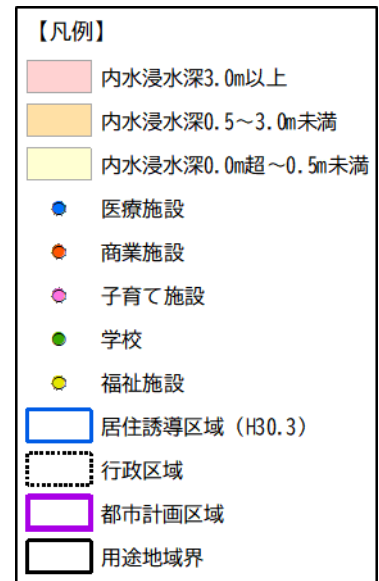 【凡例】
内水浸水深3.0m以上
内水浸水深0.5～3.0m未満
内水浸水深0.0m超～0.5m未満
医療施設
商業施設
子育て施設
学校
福祉施設
居住誘導区域（H30.3）
行政区域
都市計画区域
用途地域界